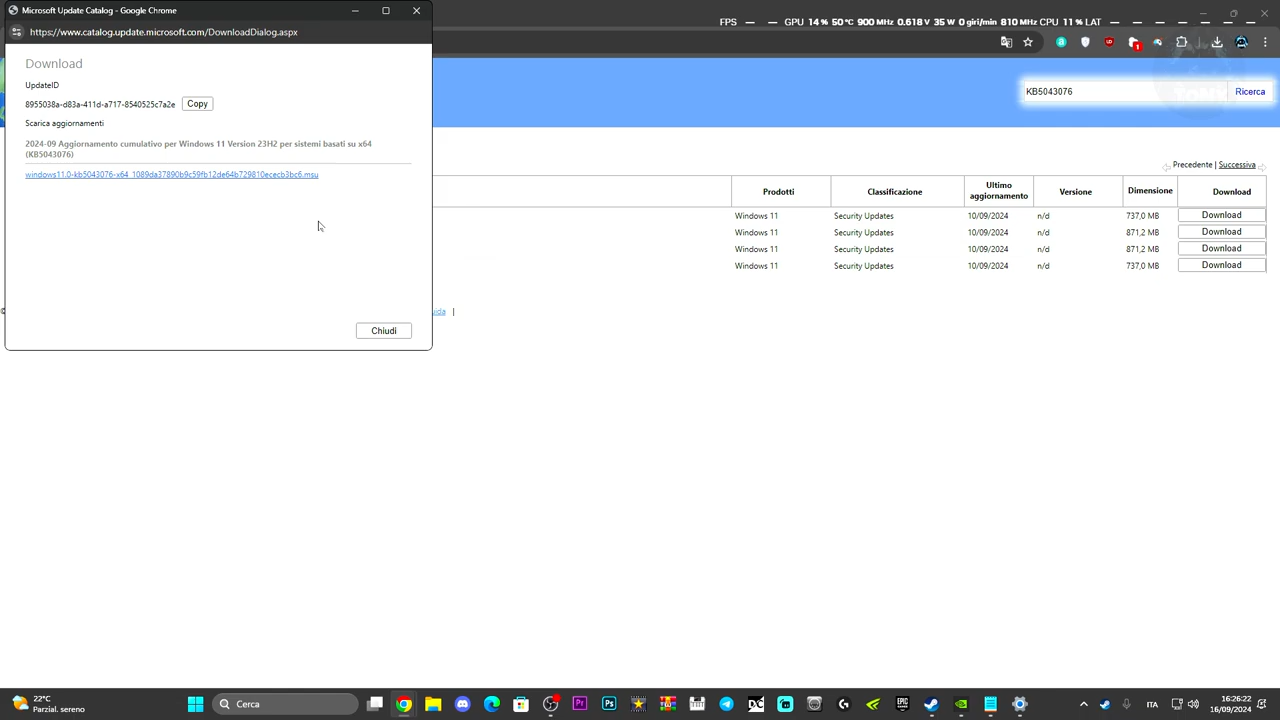 Microsoft Update Catalog - Google Chrome
https://www.catalog.update.microsoft.com/DownloadDialog.aspx
Download
UpdateID
8955038a-d83a-411d-a717-8540525c7a2e Copy
Scarica aggiornamenti
2024-09 Aggiornamento cumulativo per Windows 11 Version 23H2 per sistemi basati su x64
(KB5043076)
windows11.0-kb5043076-x64_1089da37890b9c59fb12de64b729810ececb3bc6.msu
Chiudi
FPS — — GPU 14 % 50 °C 900 MHz 0.618 V 35 W 0 giri/min 810 MHz CPU 11 % LAT — — — —
KB5043076 Ricerca
Precedente | Successiva
Prodotti Classificazione Ultimo aggiornamento Versione Dimensione Download
Windows 11 Security Updates 10/09/2024 n/d 737,0 MB Download
Windows 11 Security Updates 10/09/2024 n/d 871,2 MB Download
Windows 11 Security Updates 10/09/2024 n/d 871,2 MB Download
Windows 11 Security Updates 10/09/2024 n/d 737,0 MB Download
uida |
22°C
Parzial. sereno
Cerca
ITA
16:26:22
16/09/2024